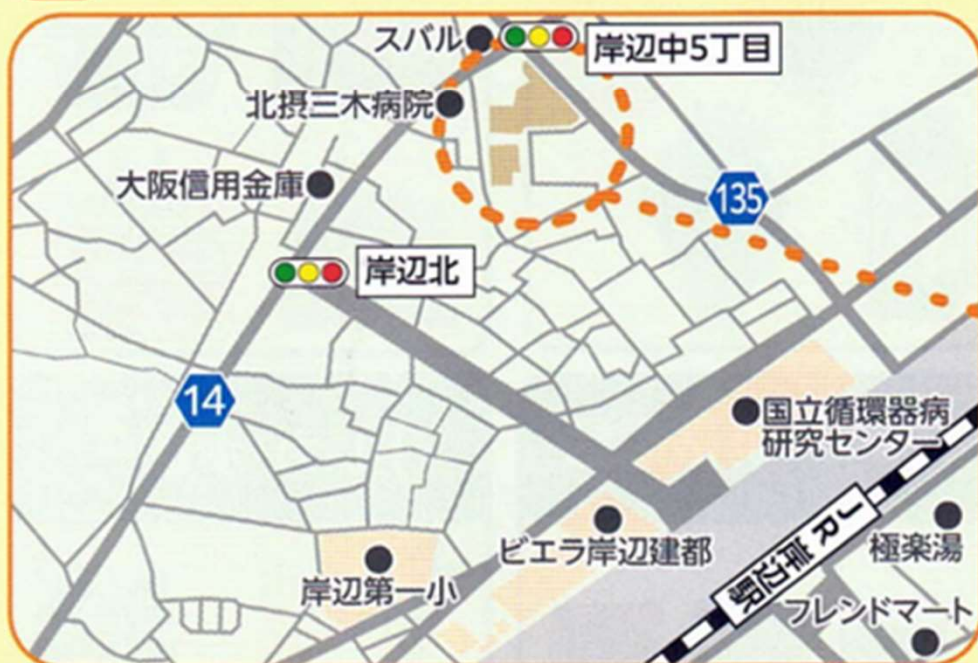 スバル
岸辺中5丁目
北摂三木病院
大阪信用金庫
135
岸辺北
14
国立循環器病
研究センター
JR 岸辺駅
極楽湯
ビエラ岸辺建都
岸辺第一小
フレンドマート